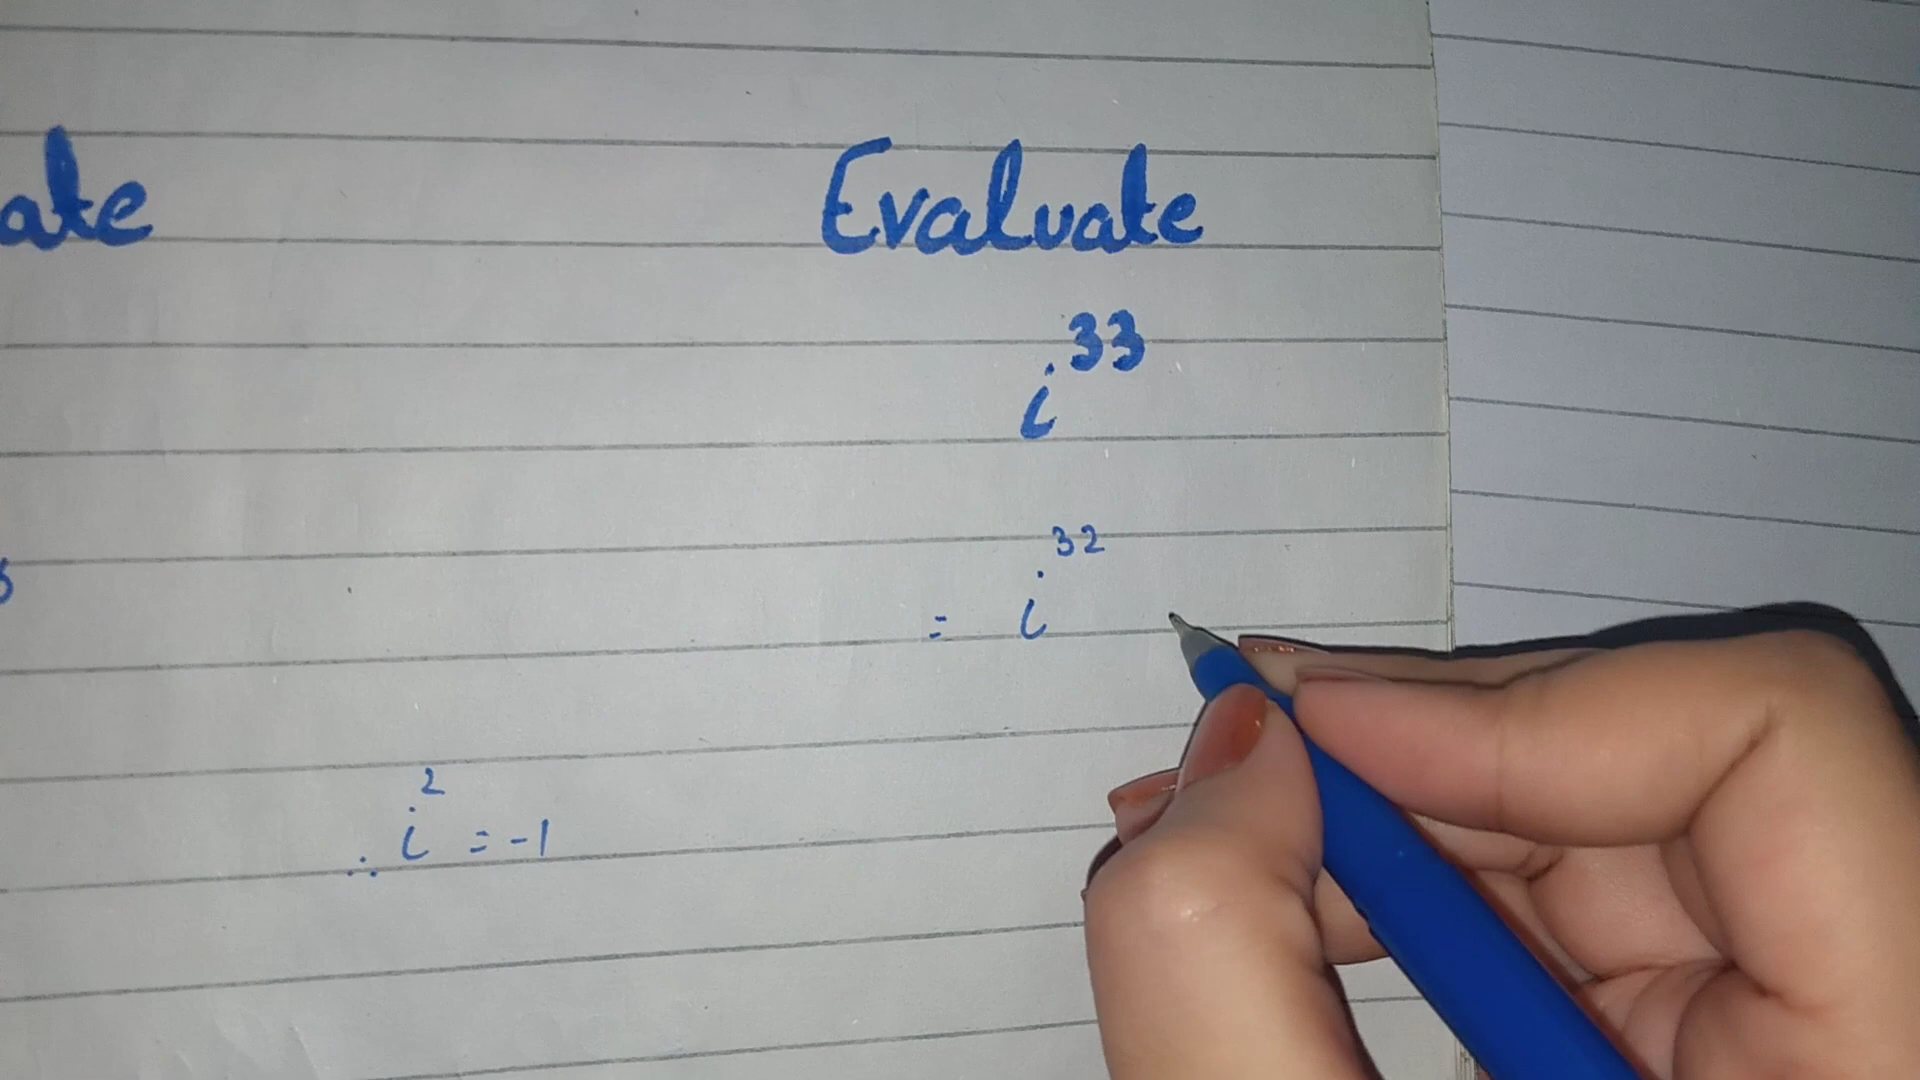 ate Evaluate
i³³
= i³²
∴ i² = -1